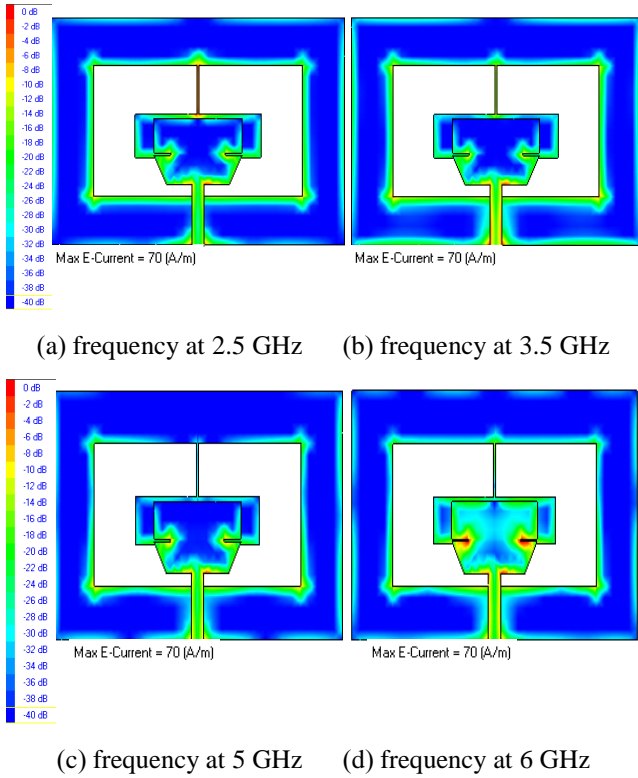 0 dB
-2 dB
-4 dB
-6 dB
-8 dB
-10 dB
-12 dB
-14 dB
-16 dB
-18 dB
-20 dB
-22 dB
-24 dB
-26 dB
-28 dB
-30 dB
-32 dB
-34 dB
-36 dB
-38 dB
-40 dB
Max E-Current = 70 (A/m) Max E-Current = 70 (A/m)
(a) frequency at 2.5 GHz (b) frequency at 3.5 GHz
0 dB
-2 dB
-4 dB
-6 dB
-8 dB
-10 dB
-12 dB
-14 dB
-16 dB
-18 dB
-20 dB
-22 dB
-24 dB
-26 dB
-28 dB
-30 dB
-32 dB
-34 dB
-36 dB
-38 dB
-40 dB
Max E-Current = 70 (A/m) Max E-Current = 70 (A/m)
(c) frequency at 5 GHz (d) frequency at 6 GHz